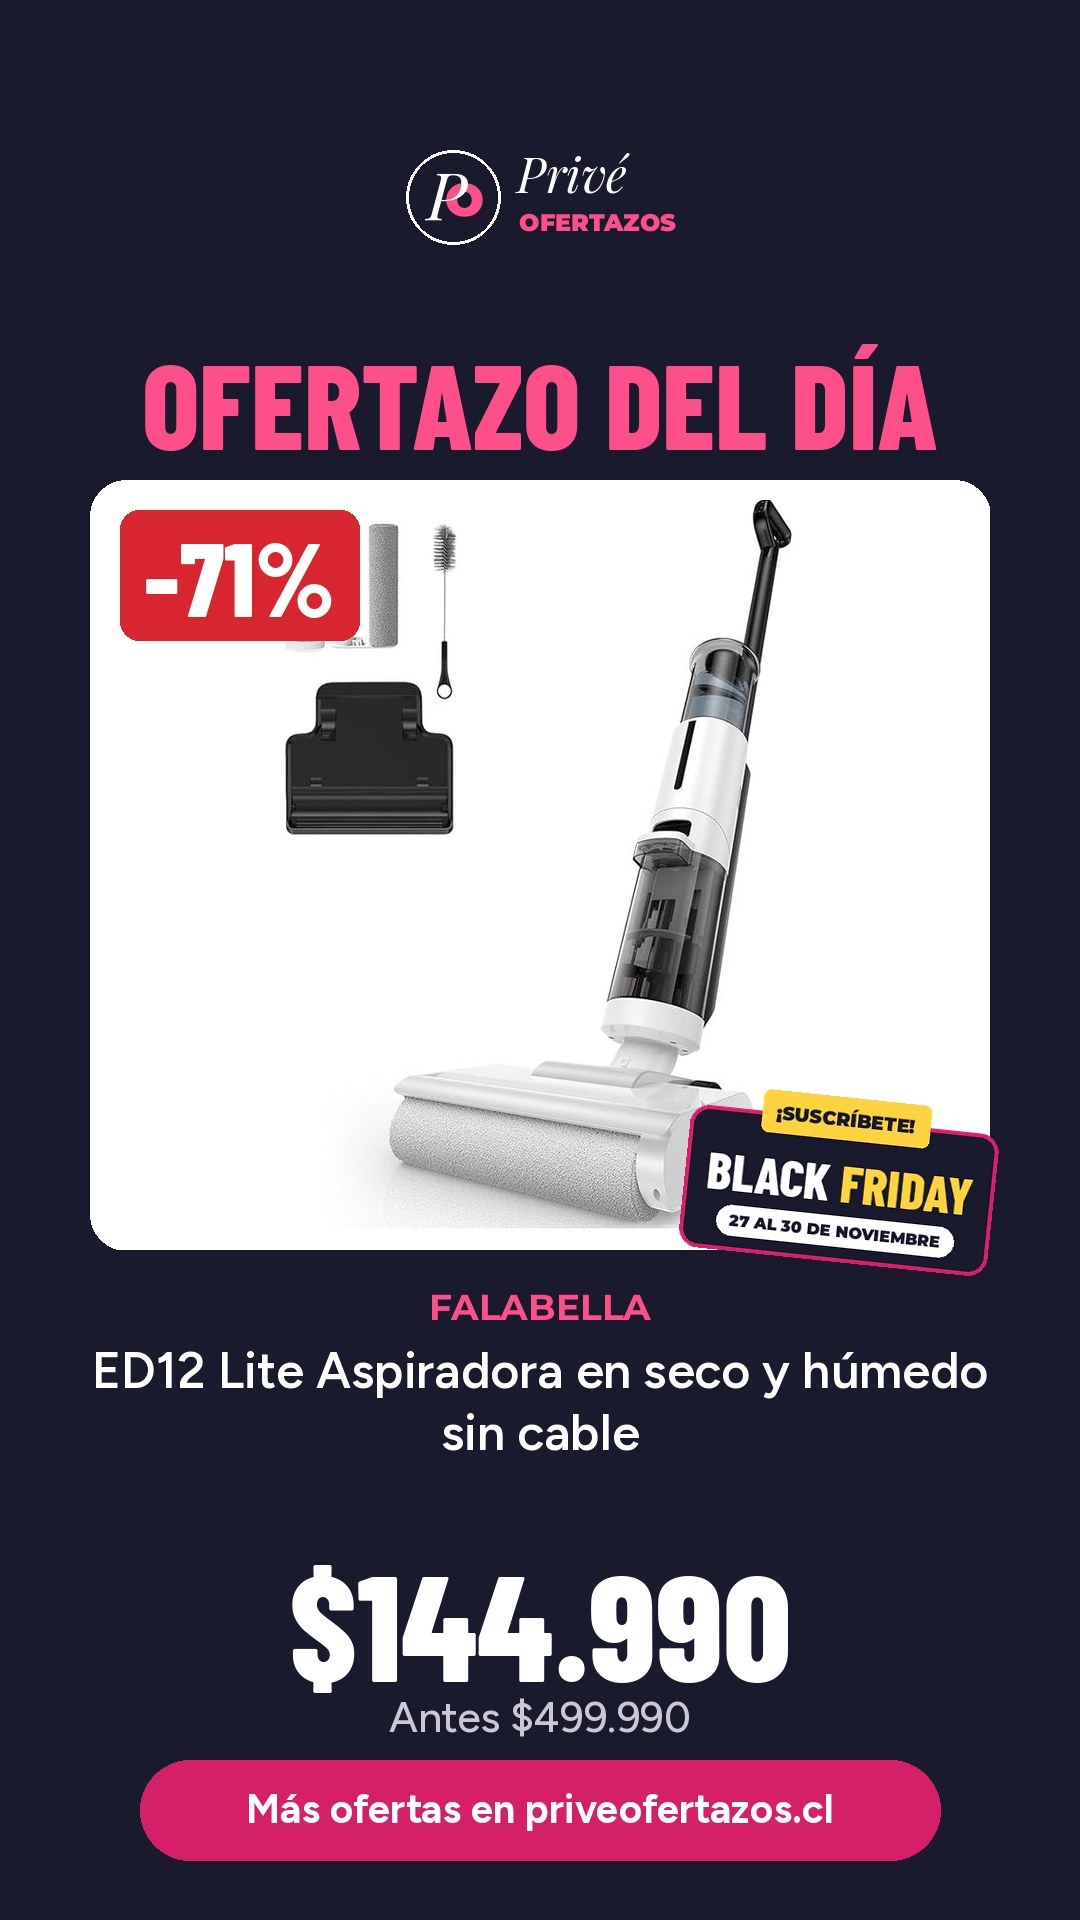 PO
Privé
OFERTAZOS
OFERTAZO DEL DÍA
-71%
¡SUSCRÍBETE!
BLACK FRIDAY
27 AL 30 DE NOVIEMBRE
FALABELLA
ED12 Lite Aspiradora en seco y húmedo
sin cable
$144.990
Antes $499.990
Más ofertas en priveofertazos.cl